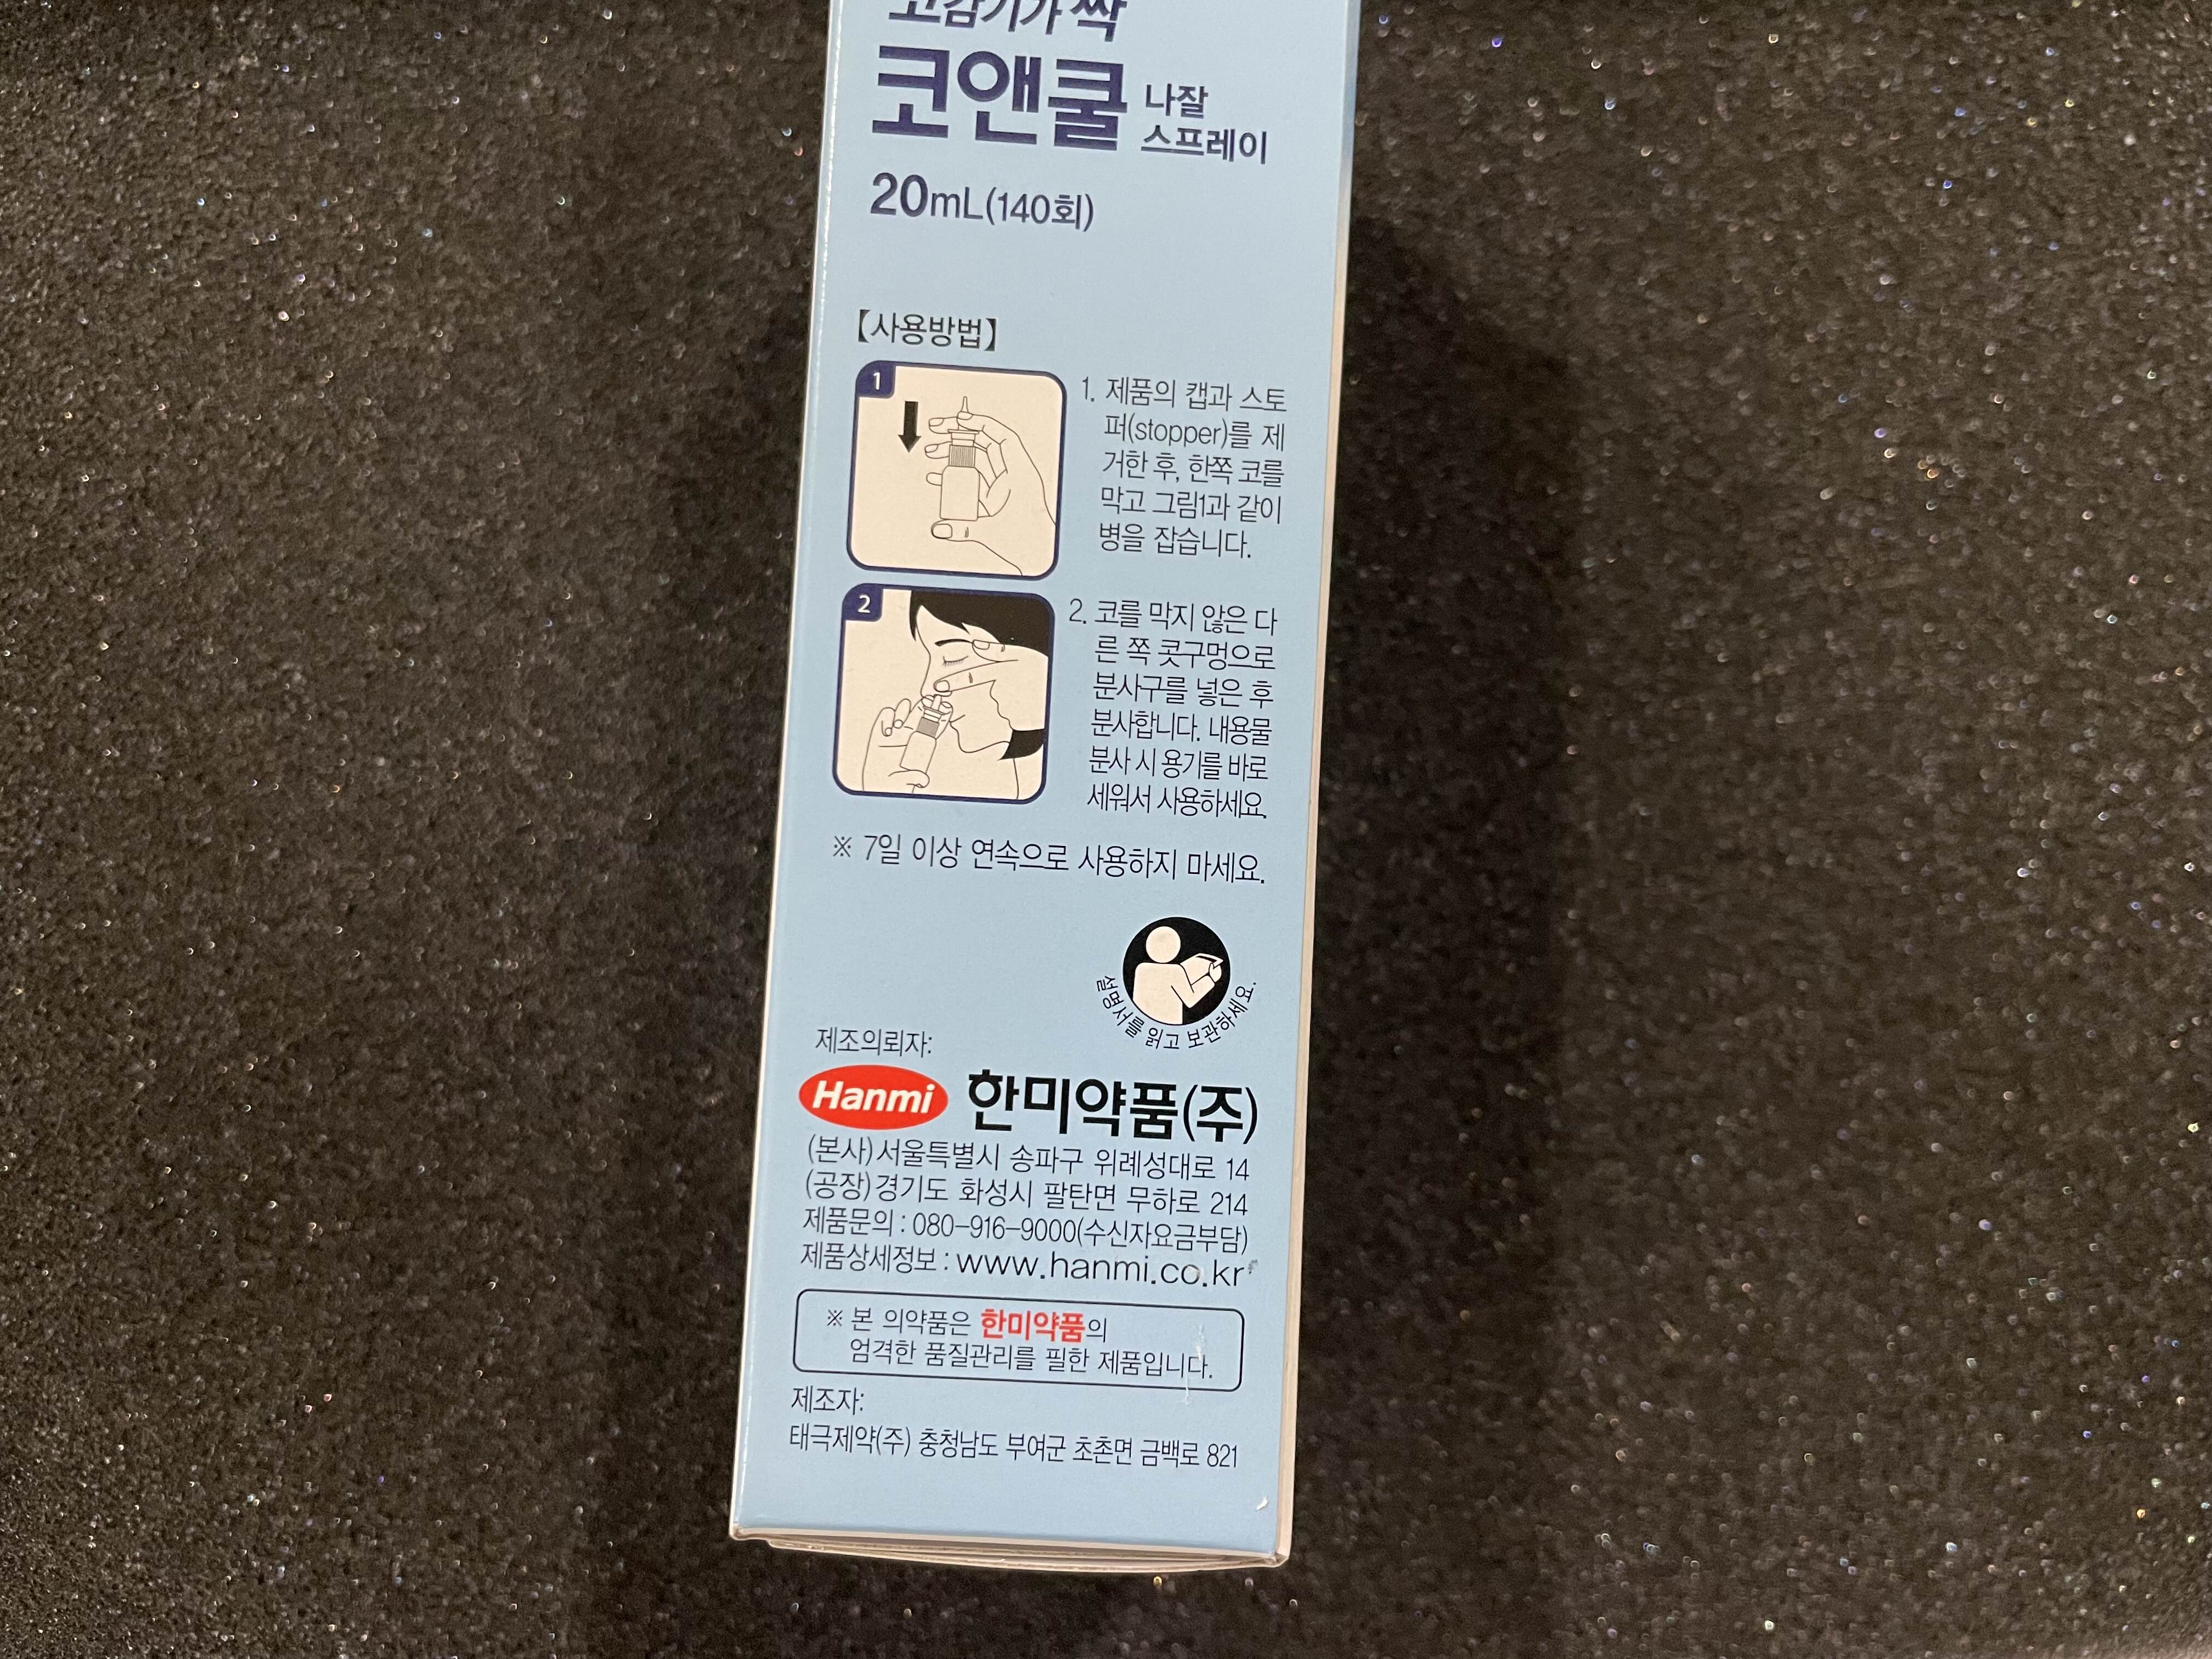 코감기가 싹
코앤쿨 나잘
스프레이
20mL(140회)
【사용방법】
1
1. 제품의 캡과 스토
퍼(stopper)를 제
거한 후, 한쪽 코를
막고 그림1과 같이
병을 잡습니다.
2
2. 코를 막지 않은 다
른 쪽 콧구멍으로
분사구를 넣은 후
분사합니다. 내용물
분사 시 용기를 바로
세워서 사용하세요.
※ 7일 이상 연속으로 사용하지 마세요.
설명서를 읽고 보관하세요.
제조의뢰자:
Hanmi 한미약품(주)
(본사) 서울특별시 송파구 위례성대로 14
(공장) 경기도 화성시 팔탄면 무하로 214
제품문의 : 080-916-9000(수신자요금부담)
제품상세정보 : www.hanmi.co.kr
※ 본 의약품은 한미약품의
엄격한 품질관리를 필한 제품입니다.
제조자:
태극제약(주) 충청남도 부여군 초촌면 금백로 821